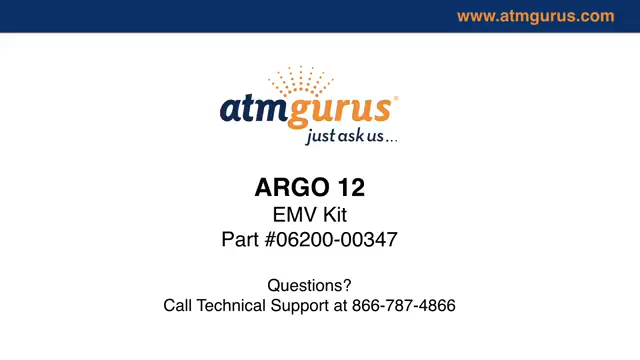 www.atmgurus.com
atmgurus®
just ask us...
ARGO 12
EMV Kit
Part #06200-00347
Questions?
Call Technical Support at 866-787-4866